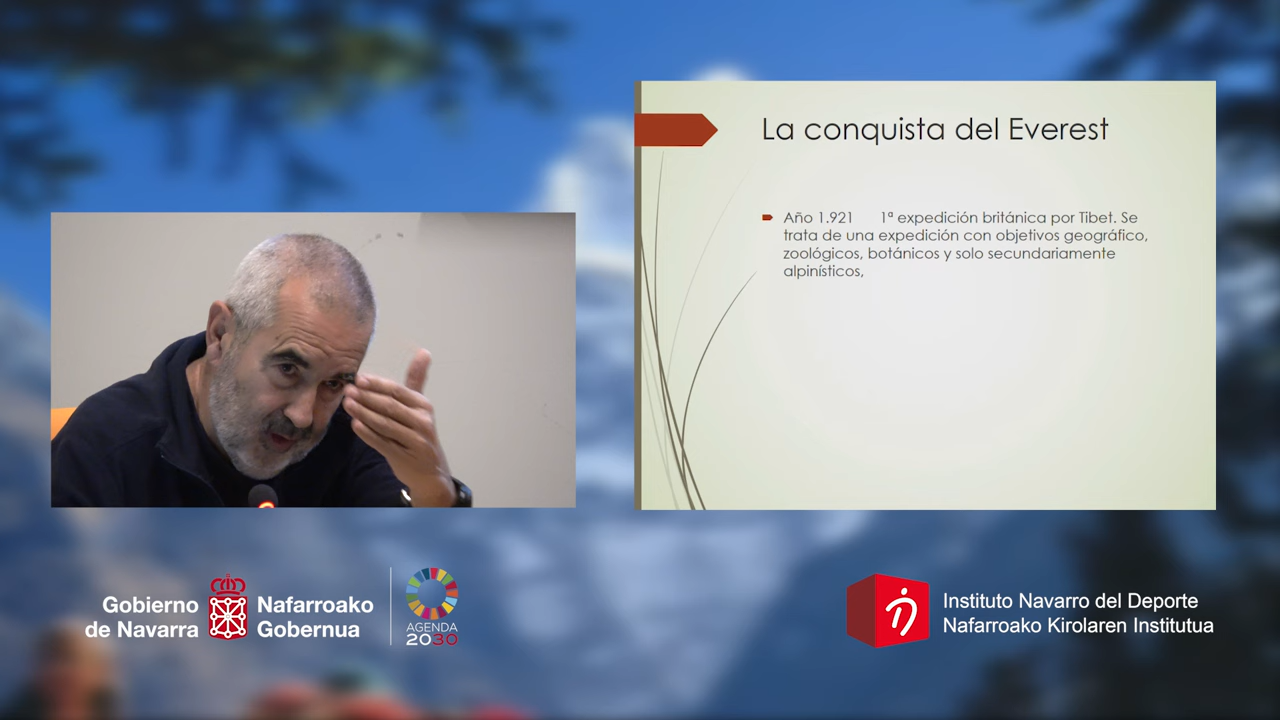 La conquista del Everest
Año 1.921 1ª expedición británica por Tibet. Se
trata de una expedición con objetivos geográfico,
zoológicos, botánicos y solo secundariamente
alpinísticos,
Gobierno
de Navarra
Nafarroako
Gobernua
AGENDA
2030
Instituto Navarro del Deporte
Nafarroako Kirolaren Institutua